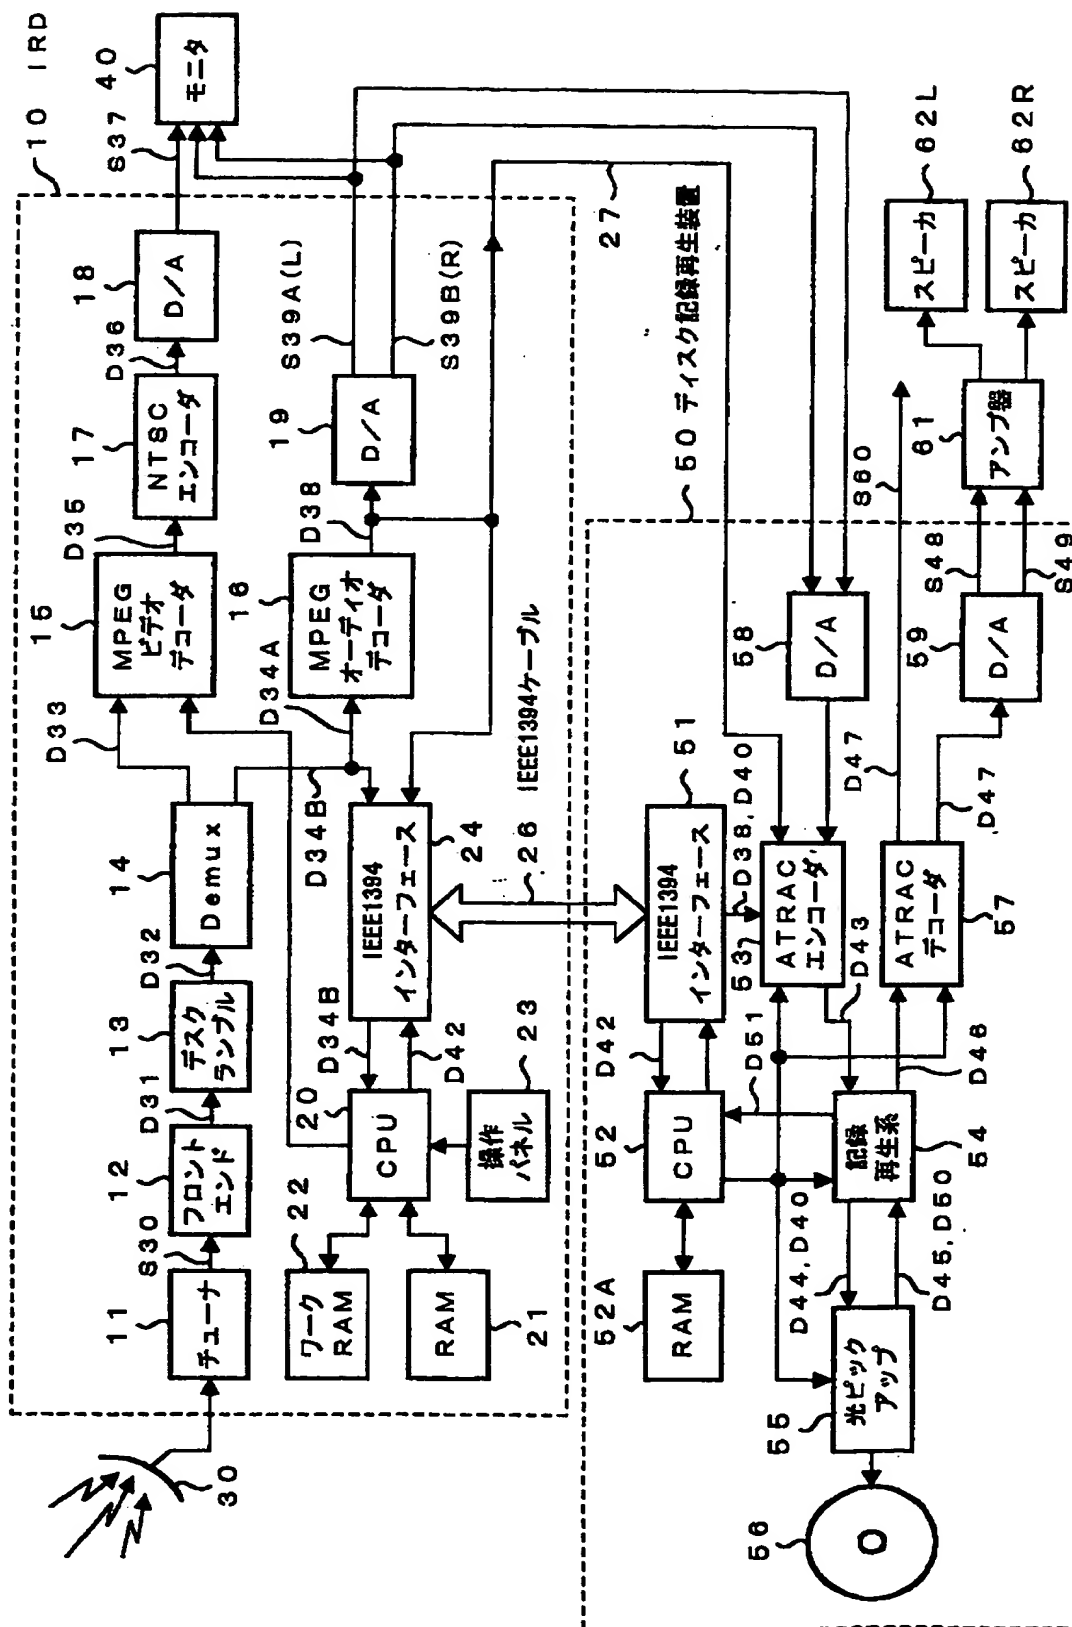 10 IRD
40
モニタ
S37
18
D/A
D36
17
NTSC
エンコーダ
D35
15
MPEG
ビデオ
デコーダ
D33
14
Demux
D32
13
デスク
ランブル
D31
12
フロント
エンド
S30
11
チューナ
30
S39A(L)
S39B(R)
19
D/A
D38
16
MPEG
オーディオ
デコーダ
D34A
D34B
IEEE1394
インターフェース
24
D34B
D42
20
CPU
23
操作
パネル
22
ワーク
RAM
RAM
21
IEEE1394ケーブル
26
27
50 ディスク記録再生装置
51
IEEE1394
インターフェース
D42
52
CPU
52A
RAM
D38,D40
53
ATRAC
エンコーダ
D43
D51
58
D/A
D47
S60
ATRAC
デコーダ
57
D47
59
D/A
S48
S49
61
アンプ器
スピーカ
62L
スピーカ
62R
D46
記録
再生系
54
D44,D40
D45,D50
光ピック
アップ
55
56